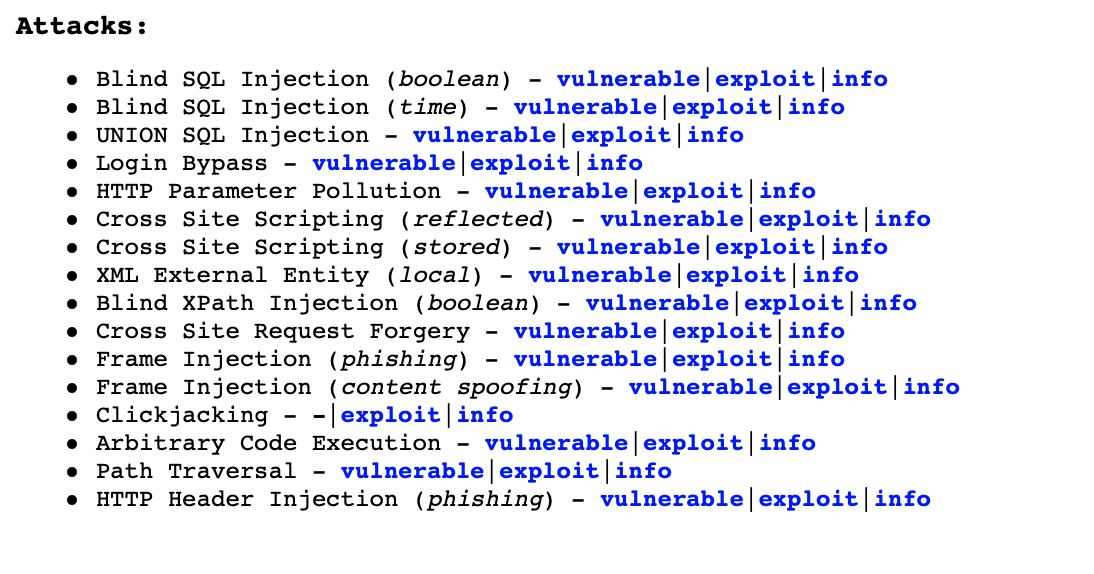 Attacks:
• Blind SQL Injection (boolean) - vulnerable|exploit|info
• Blind SQL Injection (time) - vulnerable|exploit|info
• UNION SQL Injection - vulnerable|exploit|info
• Login Bypass - vulnerable|exploit|info
• HTTP Parameter Pollution - vulnerable|exploit|info
• Cross Site Scripting (reflected) - vulnerable|exploit|info
• Cross Site Scripting (stored) - vulnerable|exploit|info
• XML External Entity (local) - vulnerable|exploit|info
• Blind XPath Injection (boolean) - vulnerable|exploit|info
• Cross Site Request Forgery - vulnerable|exploit|info
• Frame Injection (phishing) - vulnerable|exploit|info
• Frame Injection (content spoofing) - vulnerable|exploit|info
• Clickjacking - -|exploit|info
• Arbitrary Code Execution - vulnerable|exploit|info
• Path Traversal - vulnerable|exploit|info
• HTTP Header Injection (phishing) - vulnerable|exploit|info